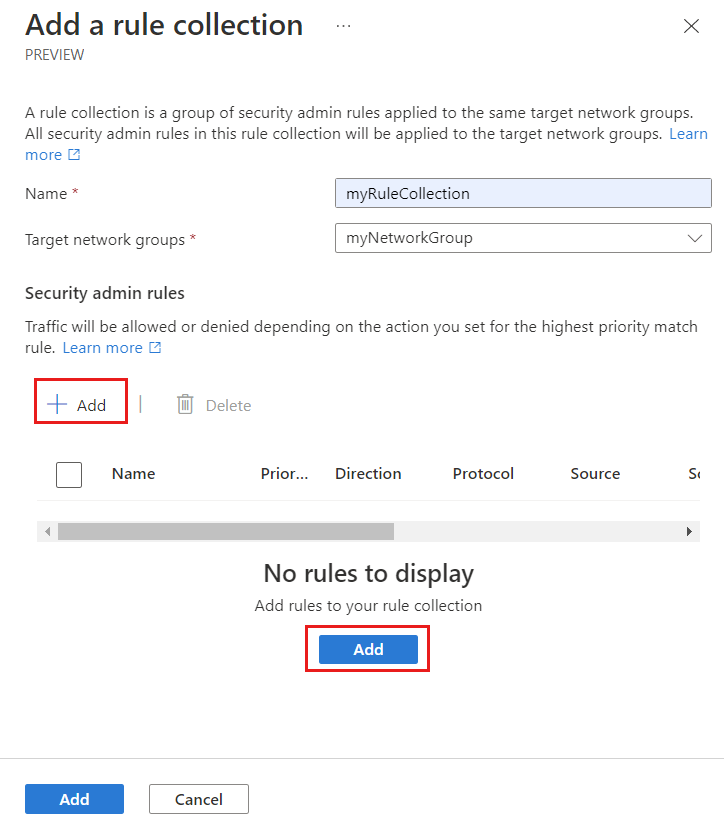 Add a rule collection ...
PREVIEW
A rule collection is a group of security admin rules applied to the same target network groups.
All security admin rules in this rule collection will be applied to the target network groups. Learn
more
Name * myRuleCollection
Target network groups * myNetworkGroup
Security admin rules
Traffic will be allowed or denied depending on the action you set for the highest priority match
rule. Learn more
Add | Delete
Name Prior... Direction Protocol Source
No rules to display
Add rules to your rule collection
Add
Add Cancel